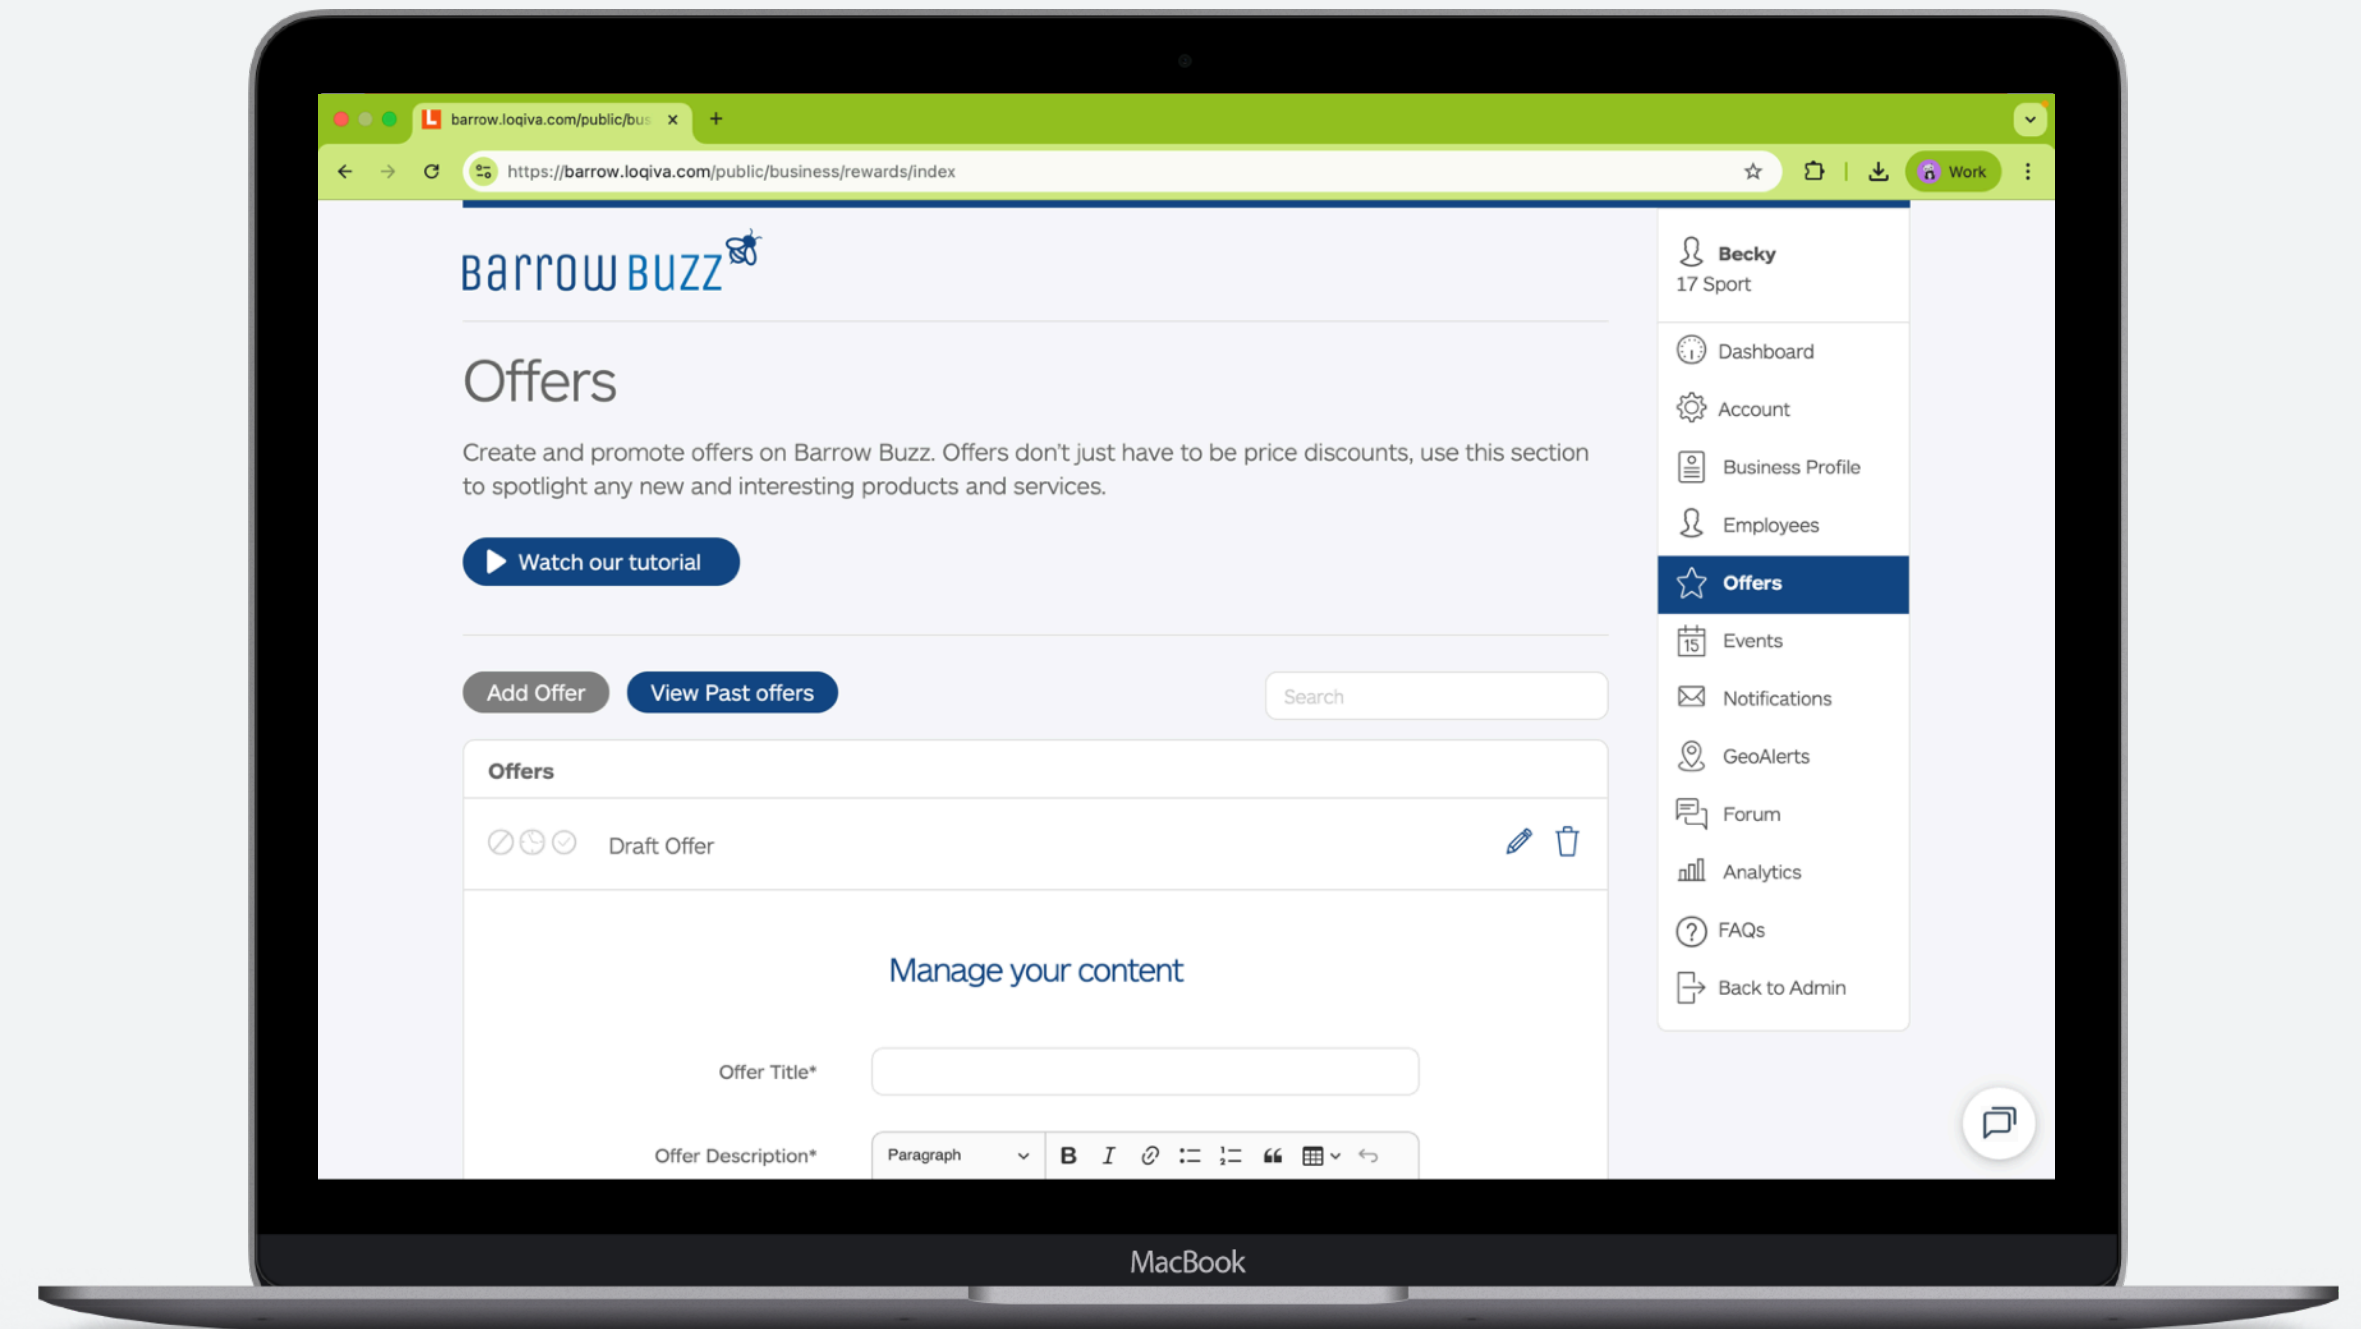 barrow.loqiva.com/public/bus
https://barrow.loqiva.com/public/business/rewards/index
Work
Barrow BUZZ
Becky
17 Sport
Offers
Create and promote offers on Barrow Buzz. Offers don't just have to be price discounts, use this section
to spotlight any new and interesting products and services.
Watch our tutorial
Add Offer
View Past offers
Search
Offers
Draft Offer
Manage your content
Offer Title*
Offer Description*
Paragraph
B I
Dashboard
Account
Business Profile
Employees
Offers
15
Events
Notifications
GeoAlerts
Forum
Analytics
FAQs
Back to Admin
MacBook